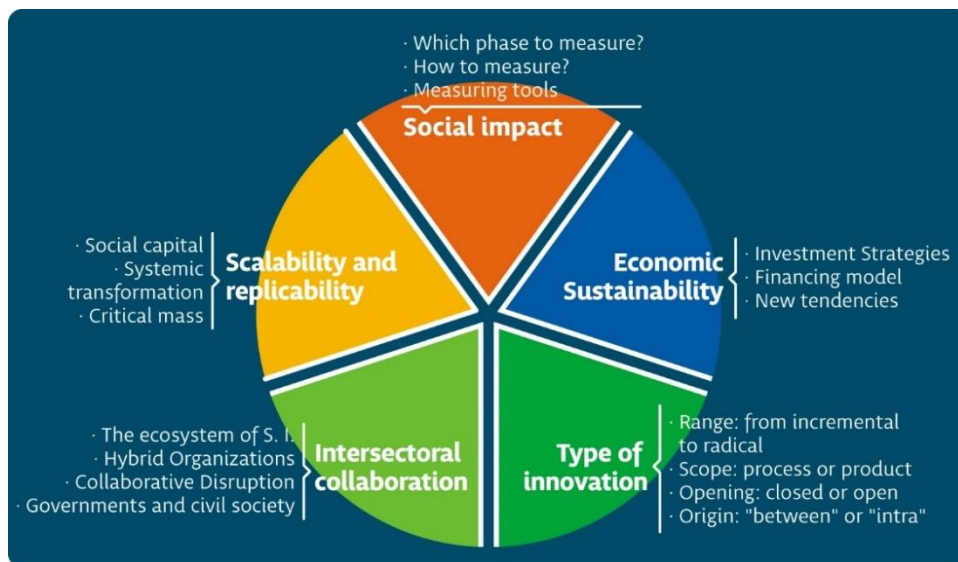 · Which phase to measure?
· How to measure?
· Measuring tools
Social impact
Economic
Sustainability
· Investment Strategies
· Financing model
· New tendencies
Type of
innovation
· Range: from incremental
to radical
· Scope: process or product
· Opening: closed or open
· Origin: "between" or "intra"
Intersectoral
collaboration
· The ecosystem of S. I.
· Hybrid Organizations
· Collaborative Disruption
· Governments and civil society
Scalability and
replicability
· Social capital
· Systemic
transformation
· Critical mass